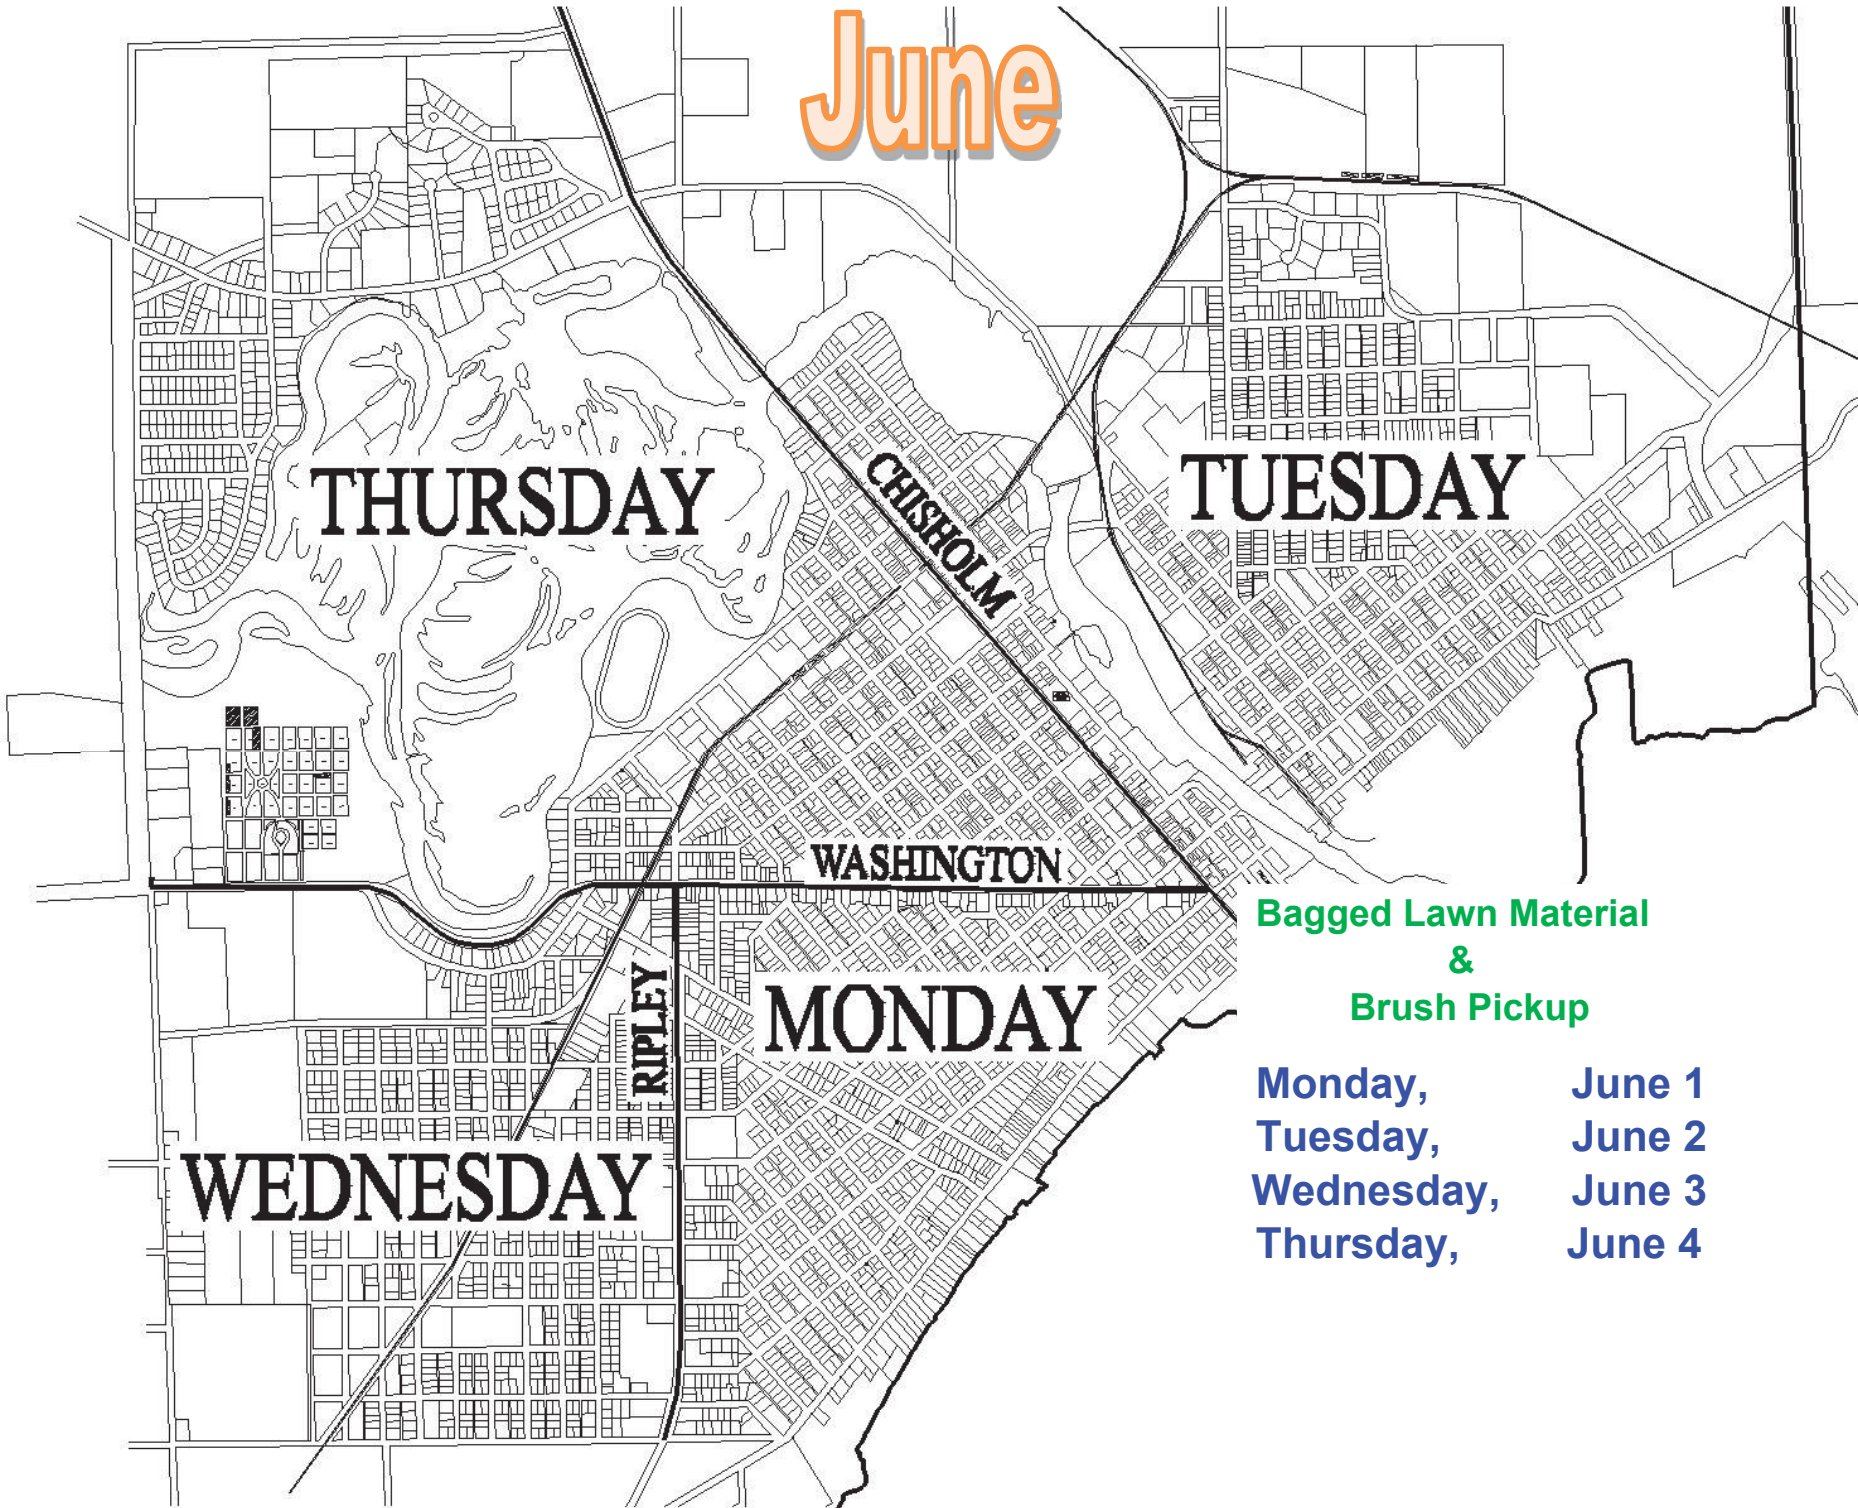 June
THURSDAY
CHISHOLM
TUESDAY
WASHINGTON
RIPLEY
MONDAY
WEDNESDAY
Bagged Lawn Material
&
Brush Pickup
Monday, June 1
Tuesday, June 2
Wednesday, June 3
Thursday, June 4